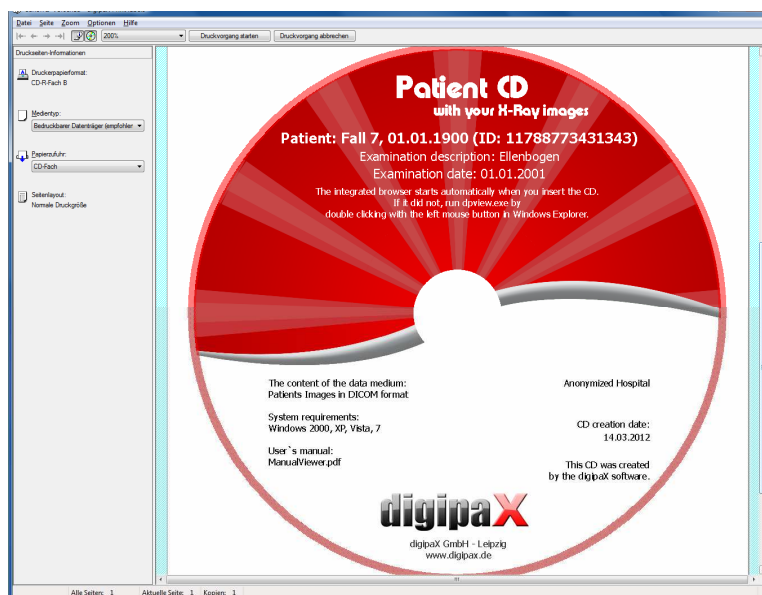 Datei Seite Zoom Optionen Hilfe
200% Druckvorgang starten Druckvorgang abbrechen
Druckseiten-Informationen
Druckerpapierformat:
CD-R-Fach B
Medientyp:
Bedruckbarer Datenträger (empfohlen
Papierzufuhr:
CD-Fach
Seitenlayout:
Normale Druckgröße
Patient CD
with your X-Ray images
Patient: Fall 7, 01.01.1900 (ID: 11788773431343)
Examination description: Ellenbogen
Examination date: 01.01.2001
The integrated browser starts automatically when you insert the CD.
If it did not, run dpview.exe by
double clicking with the left mouse button in Windows Explorer.
The content of the data medium:
Patients Images in DICOM format
System requirements:
Windows 2000, XP, Vista, 7
User`s manual:
ManualViewer.pdf
Anonymized Hospital
CD creation date:
14.03.2012
This CD was created
by the digipaX software.
digipaX
digipaX GmbH - Leipzig
www.digipax.de
Alle Seiten: 1 Aktuelle Seite: 1 Kopien: 1